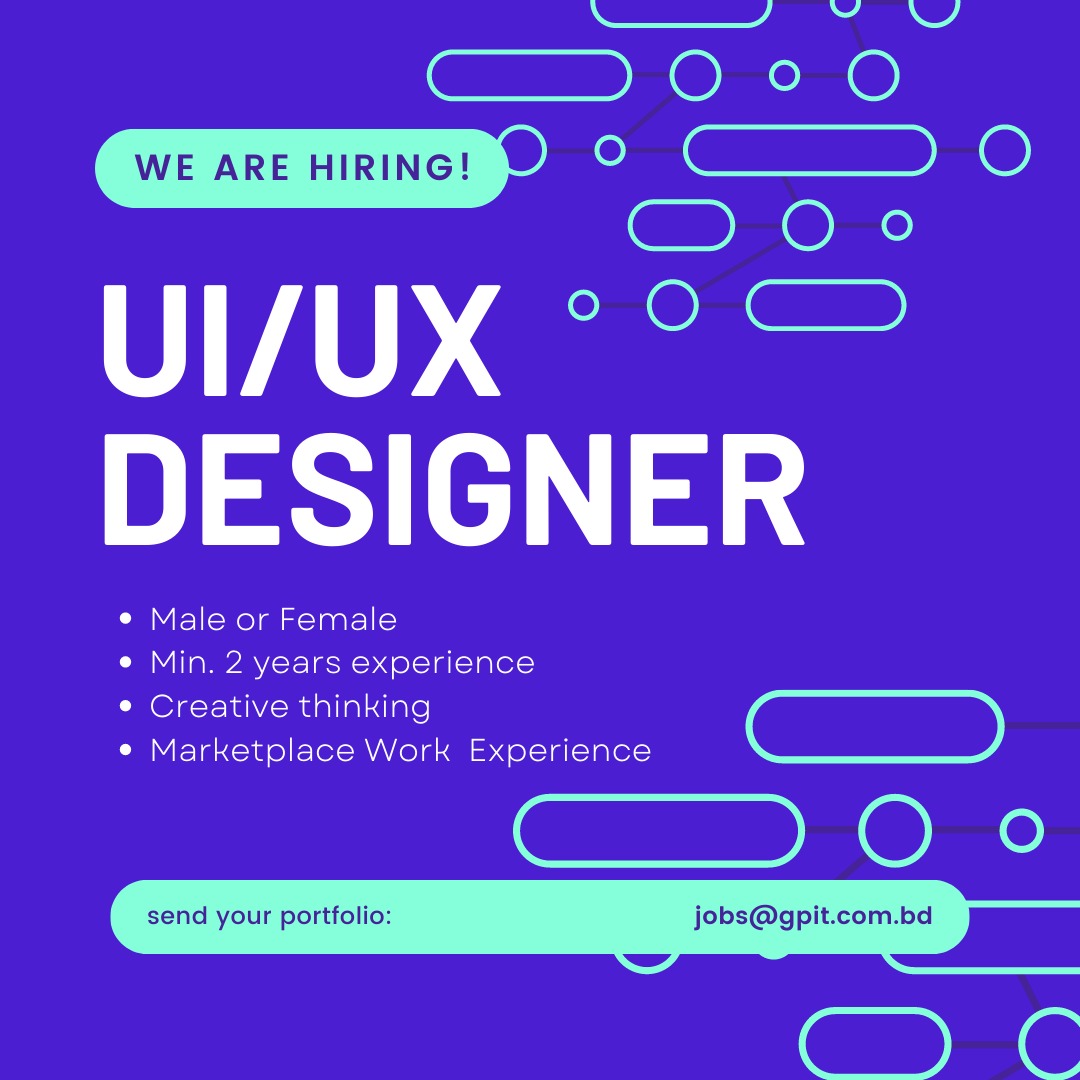 WE ARE HIRING!
UI/UX
DESIGNER
• Male or Female
• Min. 2 years experience
• Creative thinking
• Marketplace Work  Experience
send your portfolio: jobs@gpit.com.bd